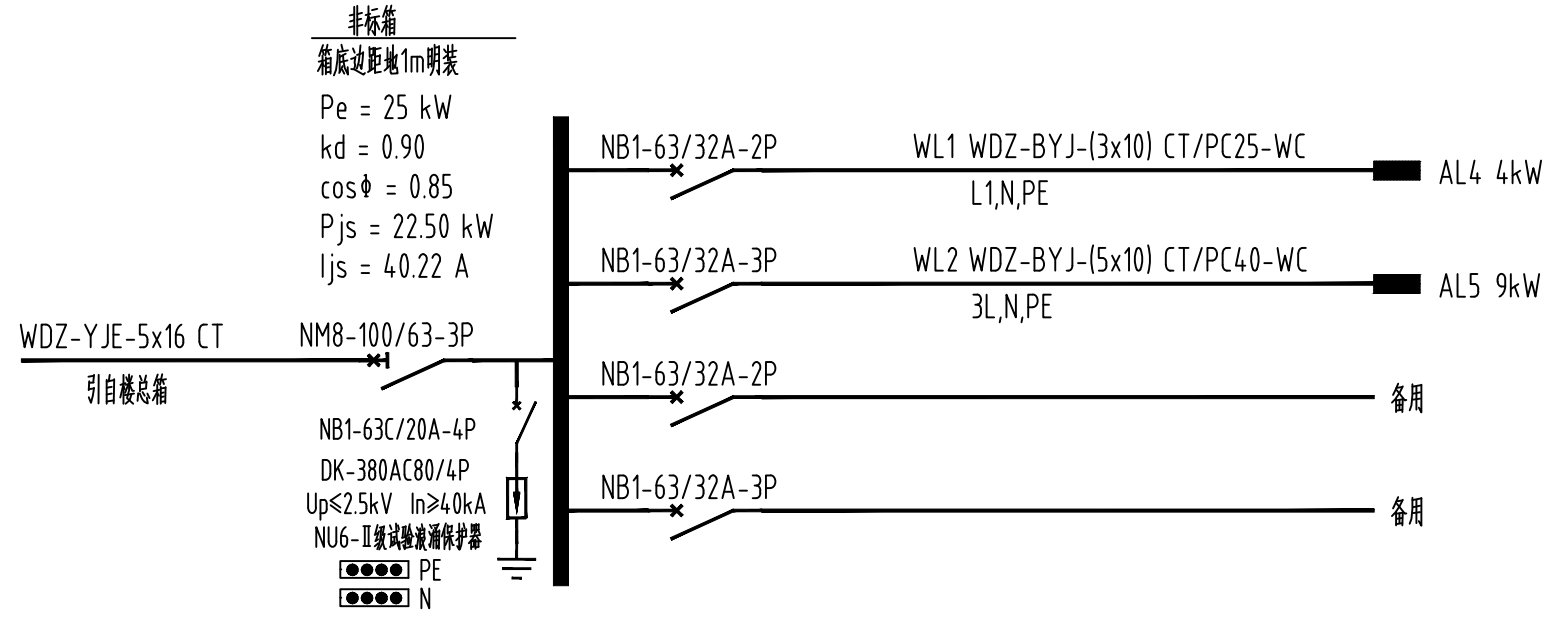 非标箱
箱底边距地1m明装
Pe = 25 kW
kd = 0.90
cosΦ = 0.85
Pjs = 22.50 kW
Ijs = 40.22 A
WDZ-YJE-5x16 CT
引自楼总箱
NM8-100/63-3P
NB1-63C/20A-4P
DK-380AC80/4P
Up≤2.5kV In≥40kA
NU6-Ⅱ级试验浪涌保护器
PE
N
NB1-63/32A-2P
WL1 WDZ-BYJ-(3x10) CT/PC25-WC
L1,N,PE
AL4 4kW
NB1-63/32A-3P
WL2 WDZ-BYJ-(5x10) CT/PC40-WC
3L,N,PE
AL5 9kW
NB1-63/32A-2P
备用
NB1-63/32A-3P
备用